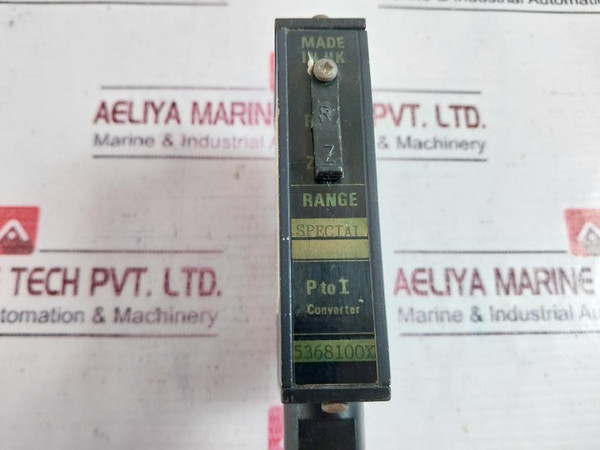 MADE
IN UK
R
Z
RANGE
SPECIAL
P to I
Converter
5368100X
AELIYA MARINE PVT. LTD.
Marine & Industrial & Machinery
TECH PVT. LTD.
Automation & Machinery
AELIYA MARINE
Marine & Industrial